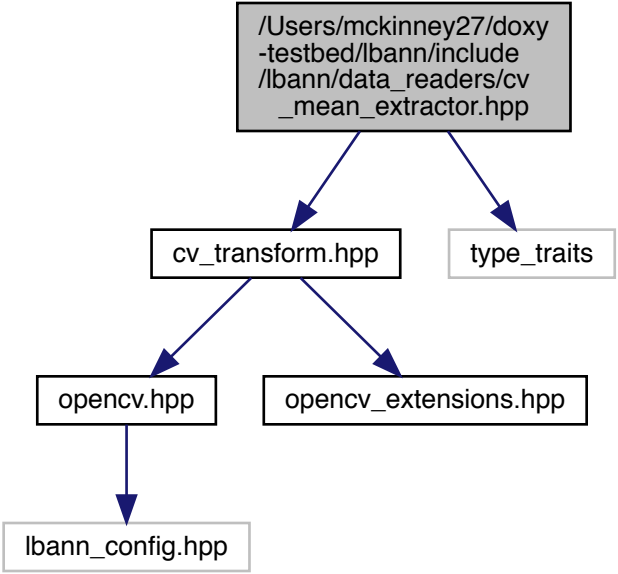 /Users/mckinney27/doxy
-testbed/lbann/include
/lbann/data_readers/cv
_mean_extractor.hpp
cv_transform.hpp
type_traits
opencv.hpp
opencv_extensions.hpp
lbann_config.hpp